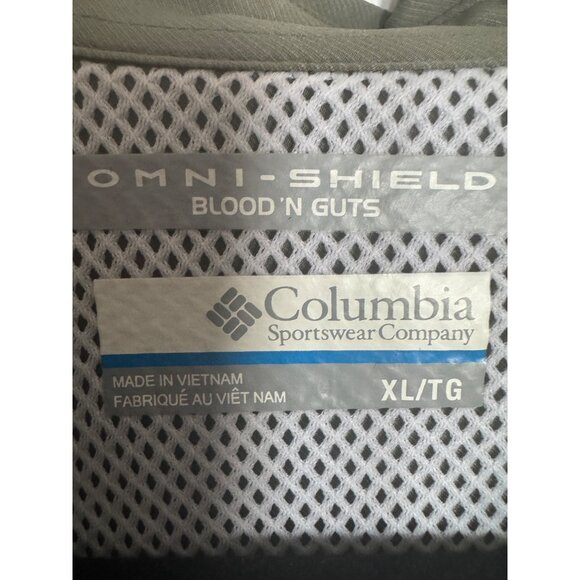 OMNI-SHIELD
BLOOD 'N GUTS
Columbia
Sportswear Company
MADE IN VIETNAM
FABRIQUÉ AU VIÊT NAM
XL/TG